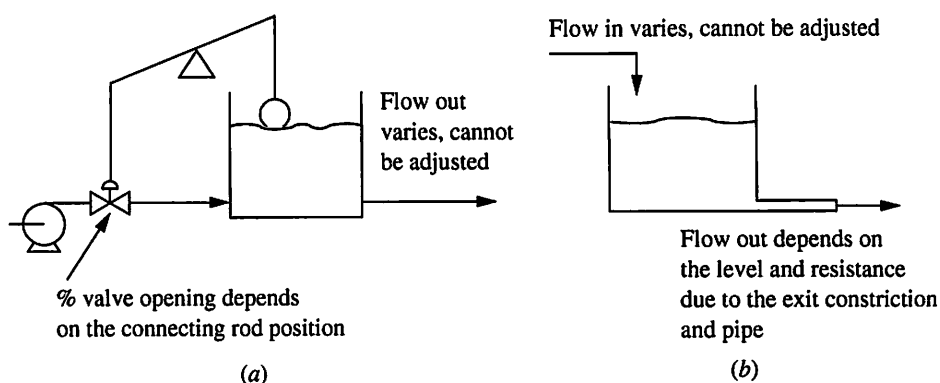 Flow out
varies, cannot
be adjusted
% valve opening depends
on the connecting rod position
(a)
Flow in varies, cannot be adjusted
Flow out depends on
the level and resistance
due to the exit constriction
and pipe
(b)